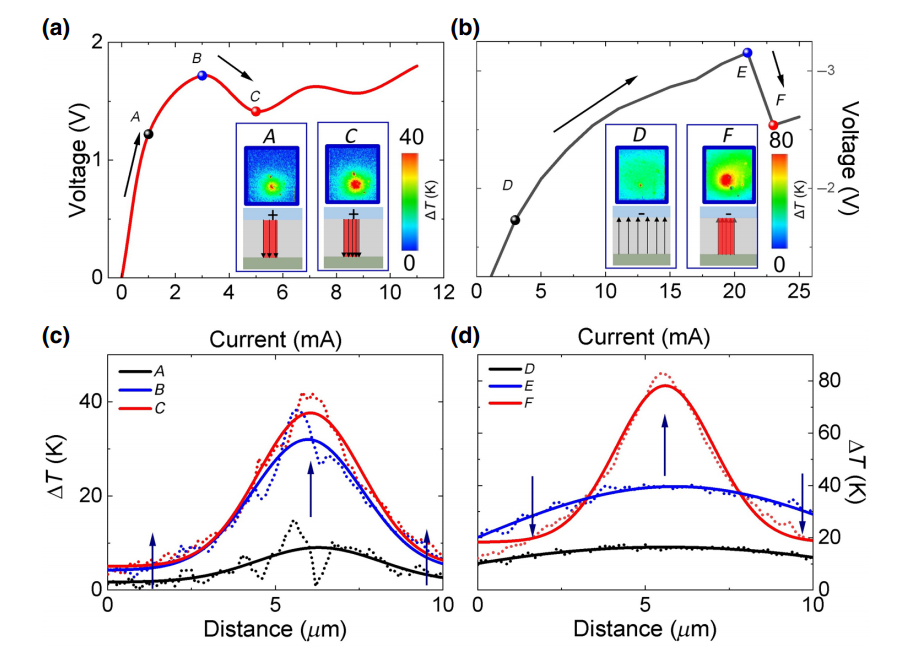 (a)
2
1
0
Voltage (V)
A
B
C
A
C
+
+
40
0
ΔT (K)
0 2 4 6 8 10 12
Current (mA)
(b)
−3
-2
Voltage (V)
D
E
F
D
F
-
-
80
0
ΔT (K)
0 5 10 15 20 25
Current (mA)
(c)
A
B
C
40
20
0
ΔT (K)
0 5 10
Distance (μm)
(d)
D
E
F
80
60
40
20
0
ΔT (K)
0 5 10
Distance (μm)